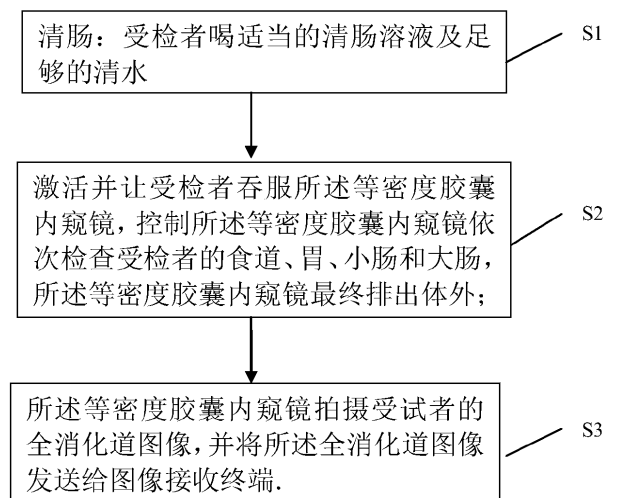 清肠：受检者喝适当的清肠溶液及足
够的清水
S1
激活并让受检者吞服所述等密度胶囊
内窥镜，控制所述等密度胶囊内窥镜依
次检查受检者的食道、胃、小肠和大肠，
所述等密度胶囊内窥镜最终排出体外；
S2
所述等密度胶囊内窥镜拍摄受试者的
全消化道图像，并将所述全消化道图像
发送给图像接收终端.
S3